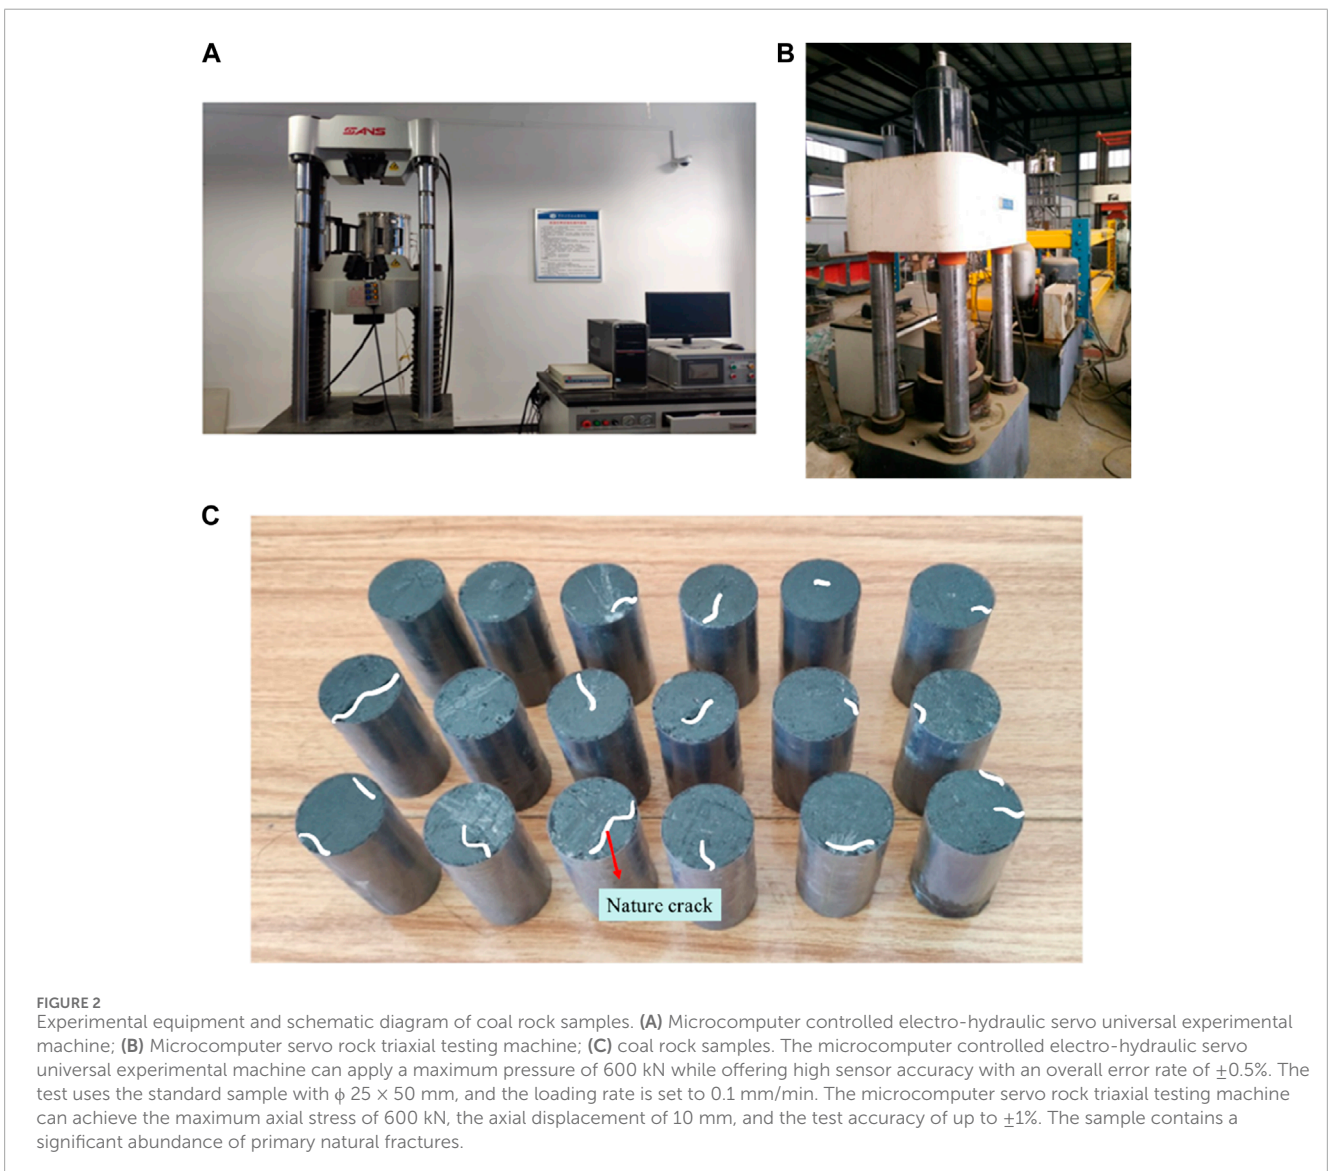 A
B
SANS
C
Nature crack
FIGURE 2
Experimental equipment and schematic diagram of coal rock samples. (A) Microcomputer controlled electro-hydraulic servo universal experimental
machine; (B) Microcomputer servo rock triaxial testing machine; (C) coal rock samples. The microcomputer controlled electro-hydraulic servo
universal experimental machine can apply a maximum pressure of 600 kN while offering high sensor accuracy with an overall error rate of ±0.5%. The
test uses the standard sample with ϕ 25 × 50 mm, and the loading rate is set to 0.1 mm/min. The microcomputer servo rock triaxial testing machine
can achieve the maximum axial stress of 600 kN, the axial displacement of 10 mm, and the test accuracy of up to ±1%. The sample contains a
significant abundance of primary natural fractures.